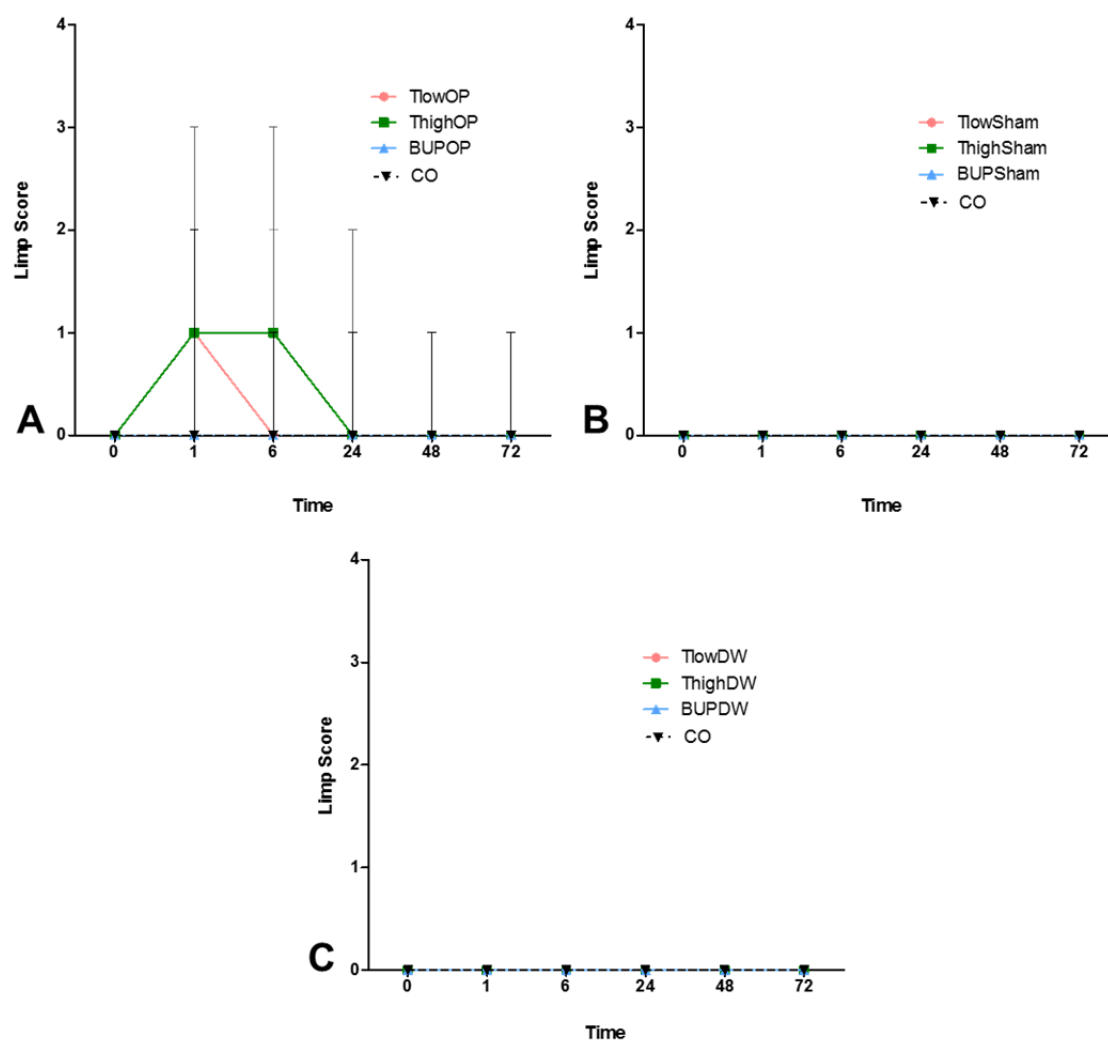 4
3
2
1
0
Limp Score
TlowOP
ThighOP
BUPOP
CO
A
0 1 6 24 48 72
Time
4
3
2
1
0
Limp Score
TlowSham
ThighSham
BUPSham
CO
B
0 1 6 24 48 72
Time
4
3
2
1
0
Limp Score
TlowDW
ThighDW
BUPDW
CO
C
0 1 6 24 48 72
Time